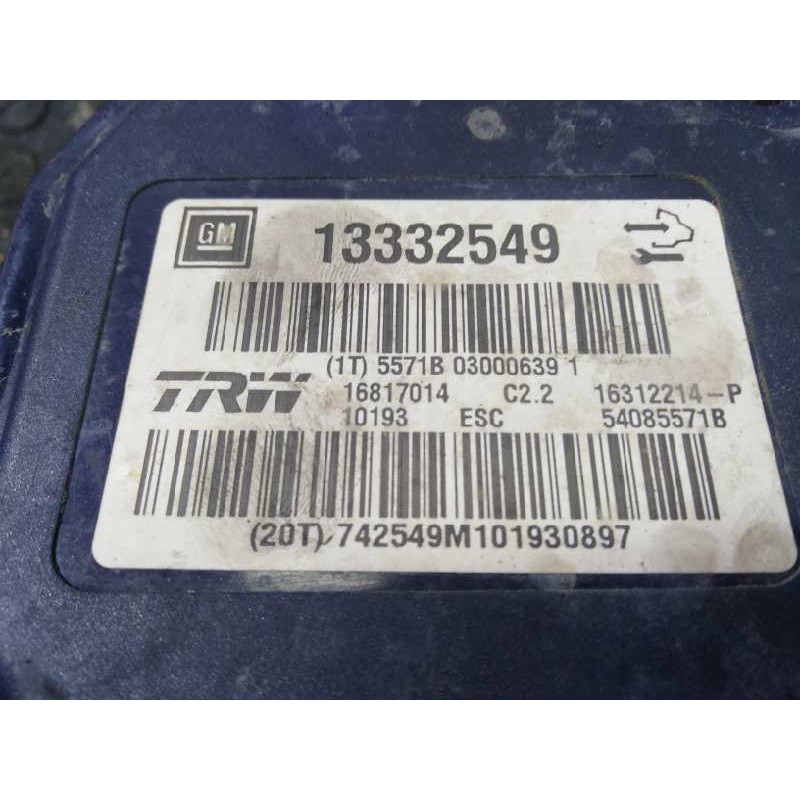 GM 13332549
(1T) 5571B 03000639 1
TRW 16817014 C2.2 16312214-P
10193 ESC 54085571B
(20T) 742549M101930897